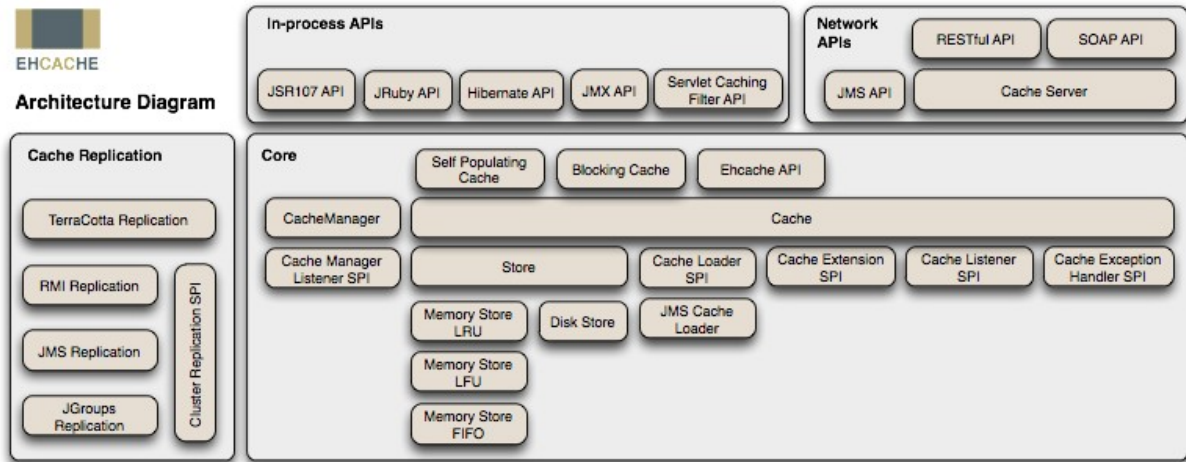 EHCACHE
Architecture Diagram
In-process APIs
JSR107 API
JRuby API
Hibernate API
JMX API
Servlet Caching
Filter API
Network
APIs
RESTful API
SOAP API
JMS API
Cache Server
Cache Replication
TerraCotta Replication
RMI Replication
JMS Replication
JGroups
Replication
Cluster Replication SPI
Core
Self Populating
Cache
Blocking Cache
Ehcache API
CacheManager
Cache
Cache Manager
Listener SPI
Store
Cache Loader
SPI
Cache Extension
SPI
Cache Listener
SPI
Cache Exception
Handler SPI
Memory Store
LRU
Disk Store
JMS Cache
Loader
Memory Store
LFU
Memory Store
FIFO